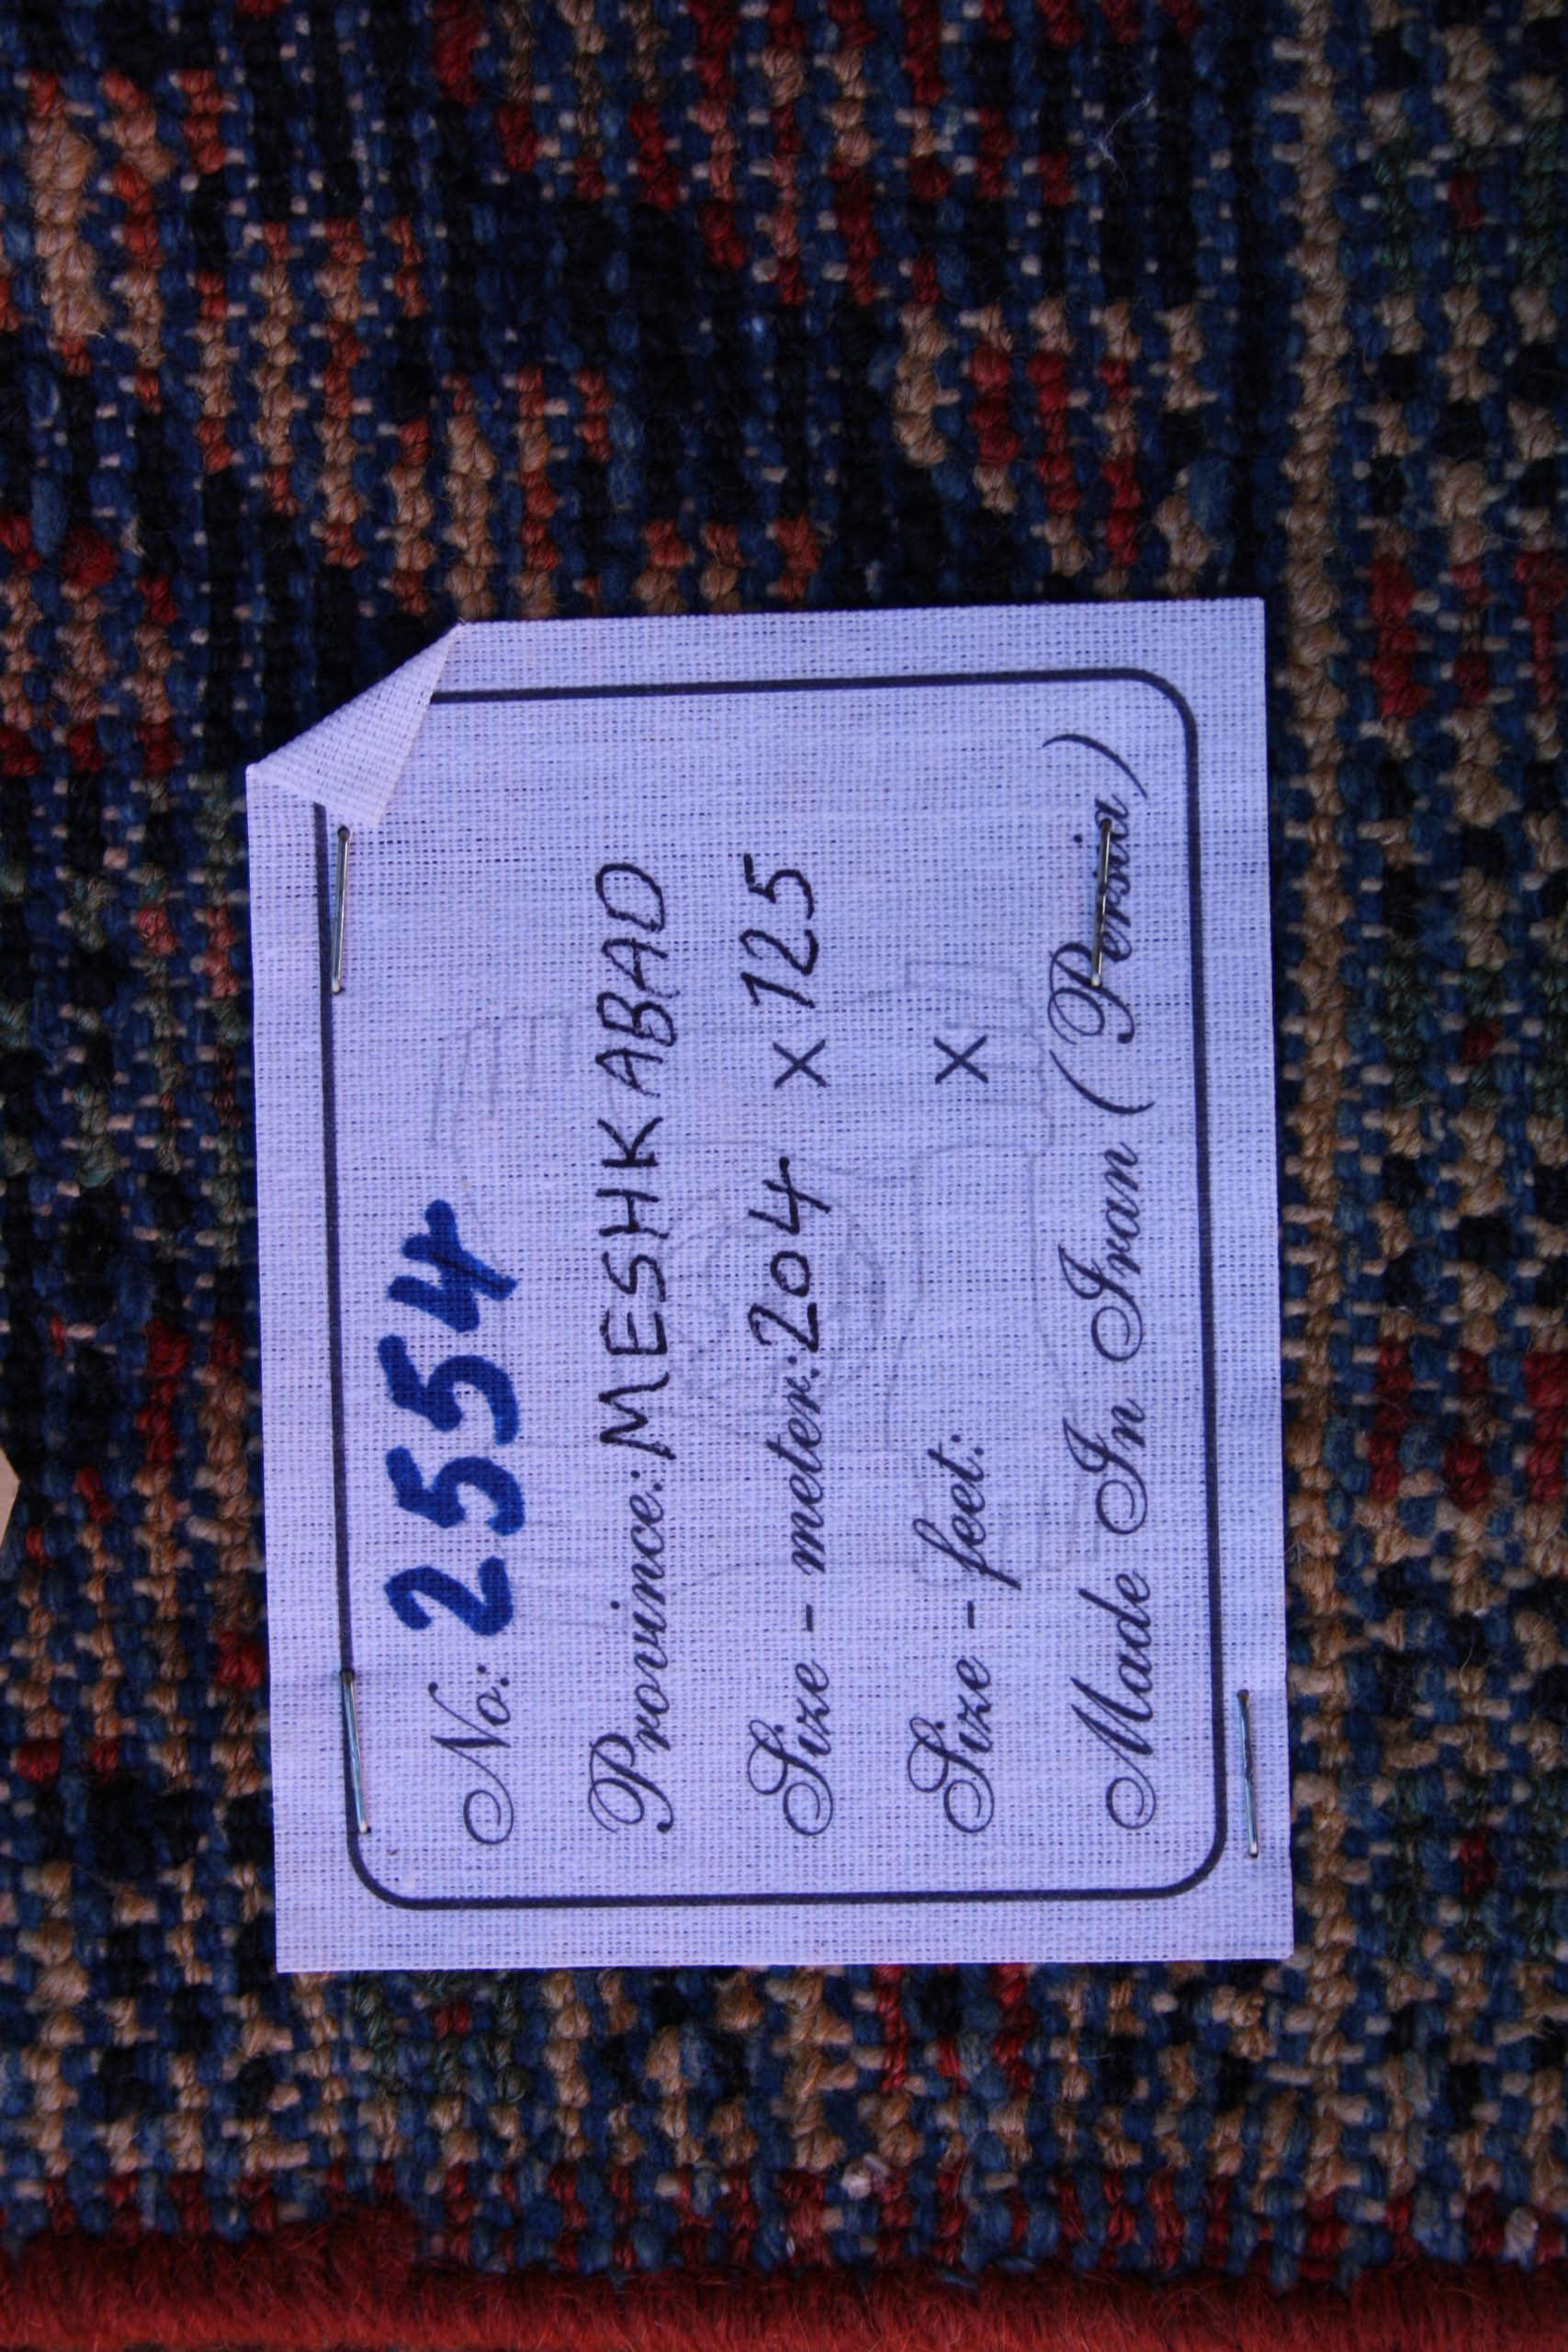 No: 2554
Province: MESHKABAD
Size - meter: 204 x 125
Size - feet: x
Made In Iran ( Persia )